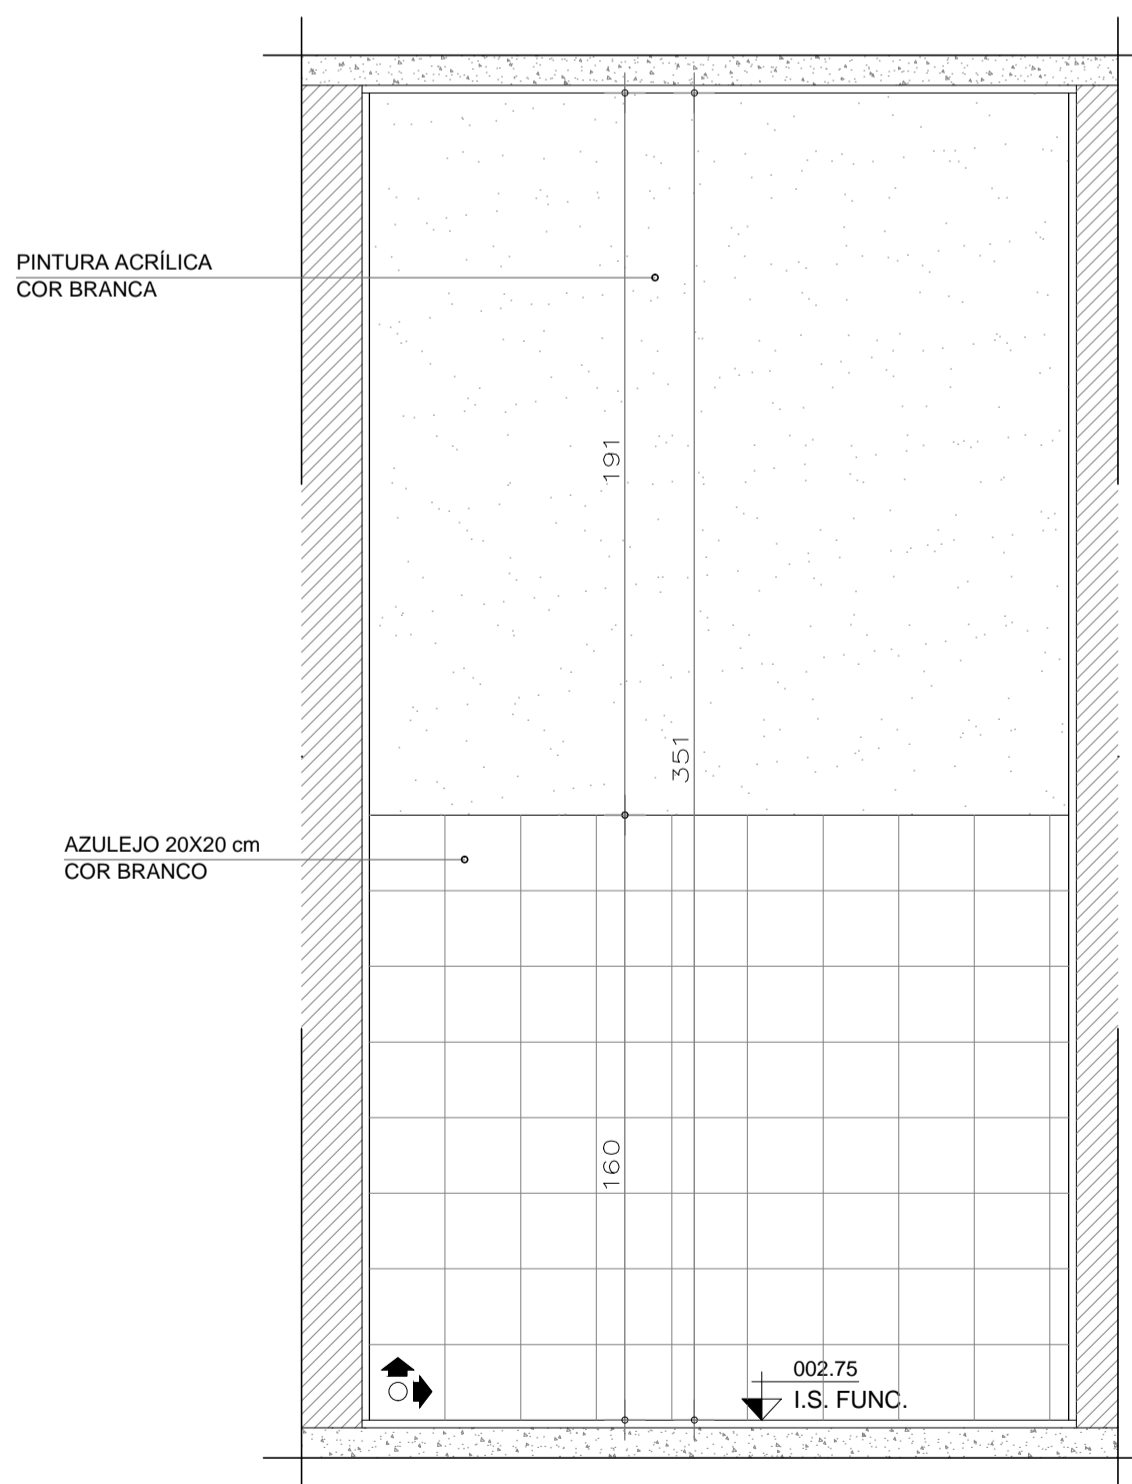 PINTURA ACRÍLICA
COR BRANCA
191
351
AZULEJO 20X20 cm
COR BRANCO
160
002.75
I.S. FUNC.